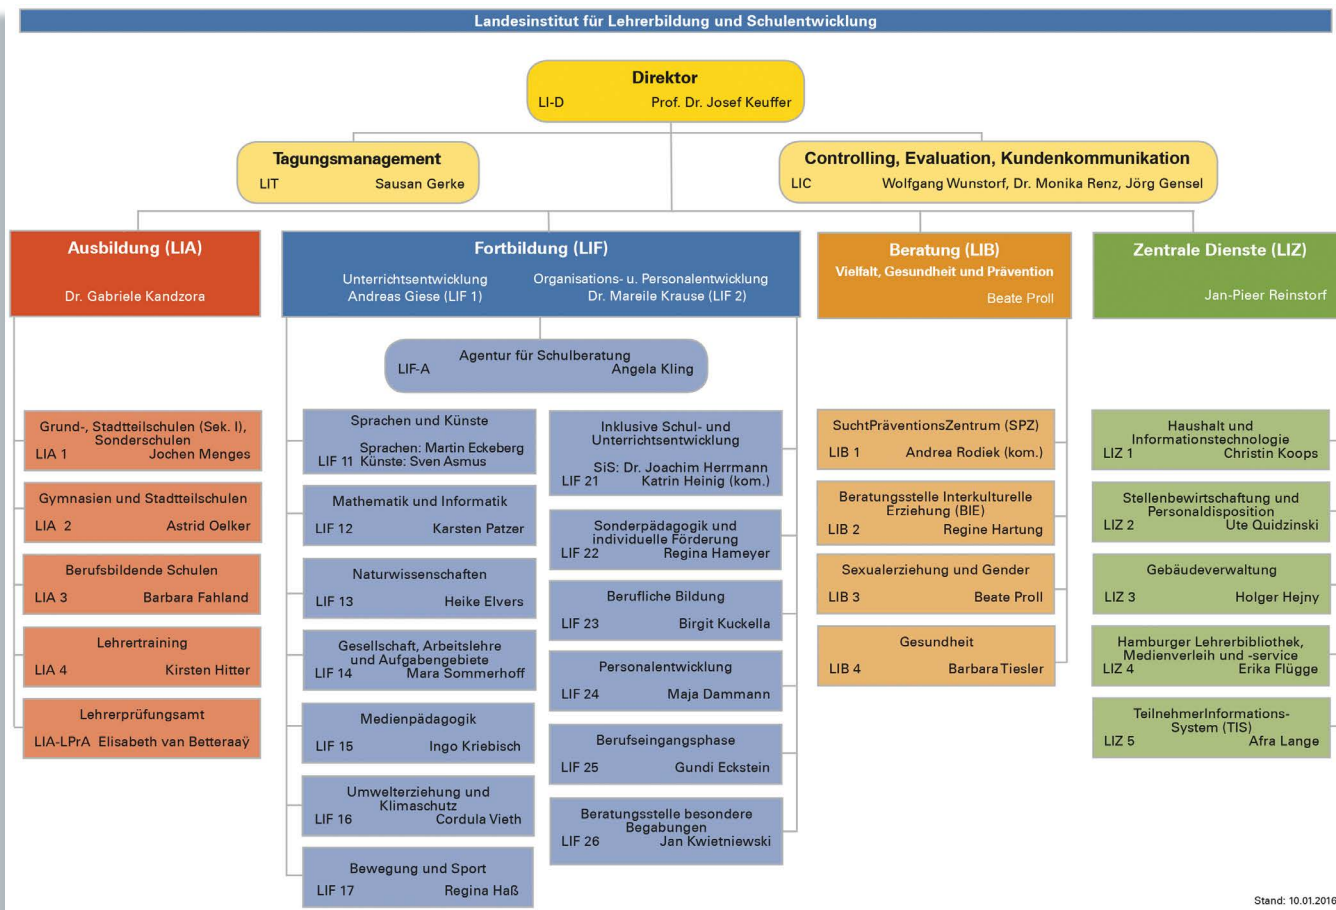 Landesinstitut für Lehrerbildung und Schulentwicklung
Direktor
LI-D Prof. Dr. Josef Keuffer
Tagungsmanagement
LIT Sausan Gerke
Controlling, Evaluation, Kundenkommunikation
LIC Wolfgang Wunstorf, Dr. Monika Renz, Jörg Gensel
Ausbildung (LIA)
Dr. Gabriele Kandzora
Grund-, Stadtteilschulen (Sek. I),
Sonderschulen
LIA 1 Jochen Menges
Gymnasien und Stadtteilschulen
LIA 2 Astrid Oelker
Berufsbildende Schulen
LIA 3 Barbara Fahland
Lehrertraining
LIA 4 Kirsten Hitter
Lehrerprüfungsamt
LIA-LPrA Elisabeth van Betteraaÿ
Fortbildung (LIF)
Unterrichtsentwicklung
Andreas Giese (LIF 1)
Organisations- u. Personalentwicklung
Dr. Mareile Krause (LIF 2)
Agentur für Schulberatung
LIF-A Angela Kling
Sprachen und Künste
Sprachen: Martin Eckeberg
LIF 11 Künste: Sven Asmus
Mathematik und Informatik
LIF 12 Karsten Patzer
Naturwissenschaften
LIF 13 Heike Elvers
Gesellschaft, Arbeitslehre
und Aufgabengebiete
LIF 14 Mara Sommerhoff
Medienpädagogik
LIF 15 Ingo Kriebisch
Umwelterziehung und
Klimaschutz
LIF 16 Cordula Vieth
Bewegung und Sport
LIF 17 Regina Haß
Inklusive Schul- und
Unterrichtsentwicklung
SiS: Dr. Joachim Herrmann
LIF 21 Katrin Heinig (kom.)
Sonderpädagogik und
individuelle Förderung
LIF 22 Regina Hameyer
Berufliche Bildung
LIF 23 Birgit Kuckella
Personalentwicklung
LIF 24 Maja Dammann
Berufseingangsphase
LIF 25 Gundi Eckstein
Beratungsstelle besondere
Begabungen
LIF 26 Jan Kwietniewski
Beratung (LIB)
Vielfalt, Gesundheit und Prävention
Beate Proll
SuchtPräventionsZentrum (SPZ)
LIB 1 Andrea Rodiek (kom.)
Beratungsstelle Interkulturelle
Erziehung (BIE)
LIB 2 Regine Hartung
Sexualerziehung und Gender
LIB 3 Beate Proll
Gesundheit
LIB 4 Barbara Tiesler
Zentrale Dienste (LIZ)
Jan-Pieer Reinstorf
Haushalt und
Informationstechnologie
LIZ 1 Christin Koops
Stellenbewirtschaftung und
Personaldisposition
LIZ 2 Ute Quidzinski
Gebäudeverwaltung
LIZ 3 Holger Hejny
Hamburger Lehrerbibliothek,
Medienverleih und -service
LIZ 4 Erika Flügge
TeilnehmerInformations-
System (TIS)
LIZ 5 Afra Lange
Stand: 10.01.2016